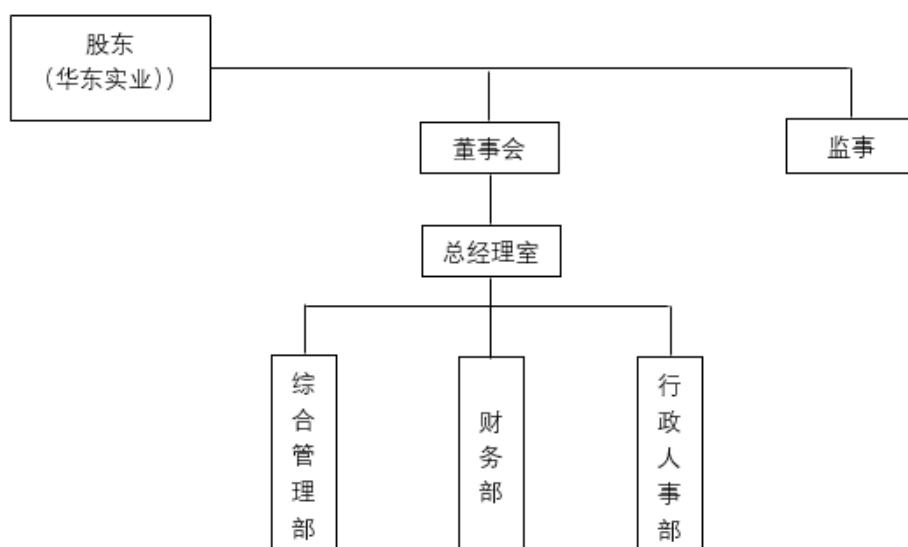 股东
（华东实业））
董事会
监事
总经理室
综合管理部
财务部
行政人事部